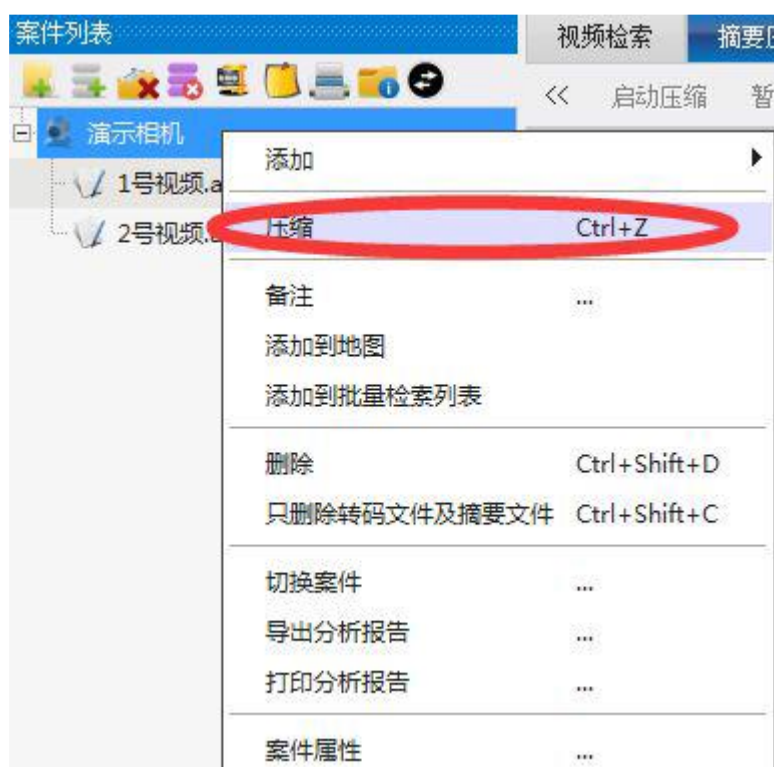 案件列表
视频检索 摘要
<< 启动压缩 暂
演示相机
1号视频.a
2号视频.a
添加
压缩 Ctrl+Z
备注 ...
添加到地图
添加到批量检索列表
删除 Ctrl+Shift+D
只删除转码文件及摘要文件 Ctrl+Shift+C
切换案件 ...
导出分析报告 ...
打印分析报告 ...
案件属性 ...